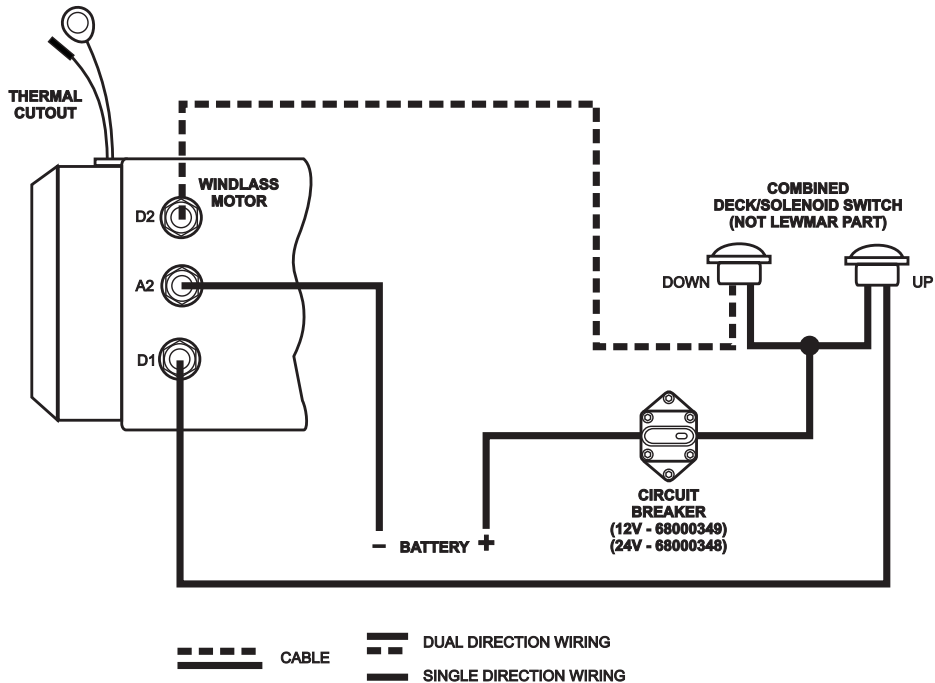 THERMAL
CUTOUT
WINDLASS
MOTOR
D2
A2
D1
COMBINED
DECK/SOLENOID SWITCH
(NOT LEWMAR PART)
DOWN
UP
CIRCUIT
BREAKER
(12V - 68000349)
(24V - 68000348)
– BATTERY +
CABLE
DUAL DIRECTION WIRING
SINGLE DIRECTION WIRING